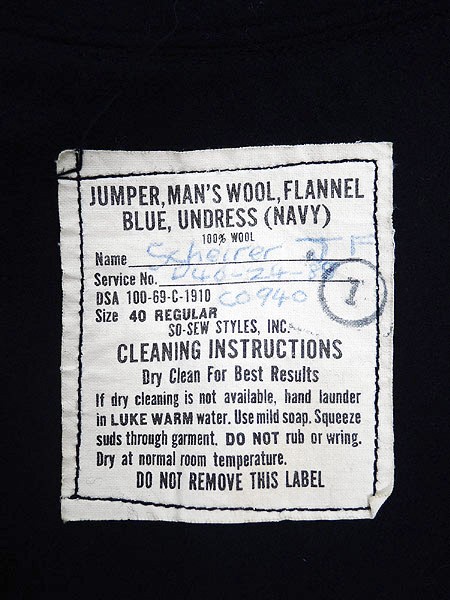 JUMPER, MAN'S WOOL, FLANNEL
BLUE, UNDRESS (NAVY)
100% WOOL
Name J F
Service No.
DSA 100-69-C-1910 C0940
Size 40 REGULAR
1
SO-SEW STYLES, INC.
CLEANING INSTRUCTIONS
Dry Clean For Best Results
If dry cleaning is not available, hand launder
in LUKE WARM water. Use mild soap. Squeeze
suds through garment. DO NOT rub or wring.
Dry at normal room temperature.
DO NOT REMOVE THIS LABEL